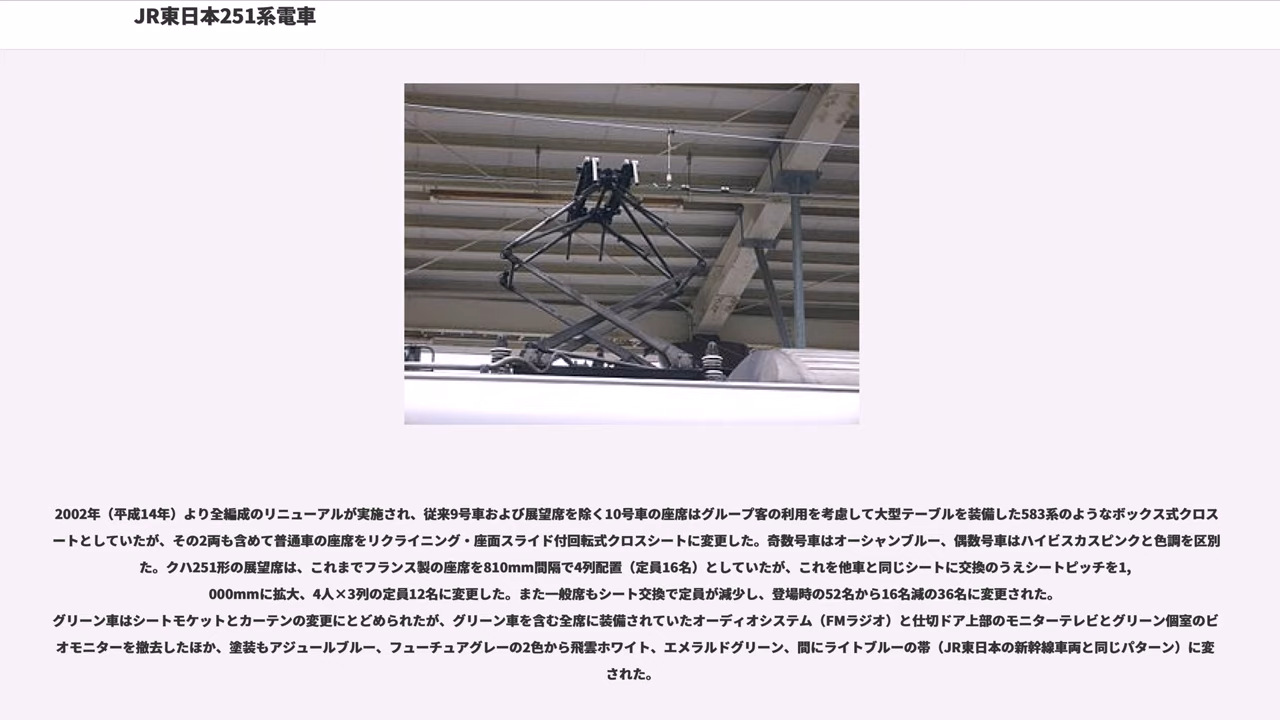 JR東日本251系電車
2002年（平成14年）より全編成のリニューアルが実施され、従来9号車および展望席を除く10号車の座席はグループ客の利用を考慮して大型テーブルを装備した583系のようなボックス式クロス
ートとしていたが、その2両も含めて普通車の座席をリクライニング・座面スライド付回転式クロスシートに変更した。奇数号車はオーシャンブルー、偶数号車はハイビスカスピンクと色調を区別
た。クハ251形の展望席は、これまでフランス製の座席を810mm間隔で4列配置（定員16名）としていたが、これを他車と同じシートに交換のうえシートピッチを1,
000mmに拡大、4人×3列の定員12名に変更した。また一般席もシート交換で定員が減少し、登場時の52名から16名減の36名に変更された。
グリーン車はシートモケットとカーテンの変更にとどめられたが、グリーン車を含む全席に装備されていたオーディオシステム（FMラジオ）と仕切ドア上部のモニターテレビとグリーン個室のビ
オモニターを撤去したほか、塗装もアジュールブルー、フューチュアグレーの2色から飛雲ホワイト、エメラルドグリーン、間にライトブルーの帯（JR東日本の新幹線車両と同じパターン）に変
された。